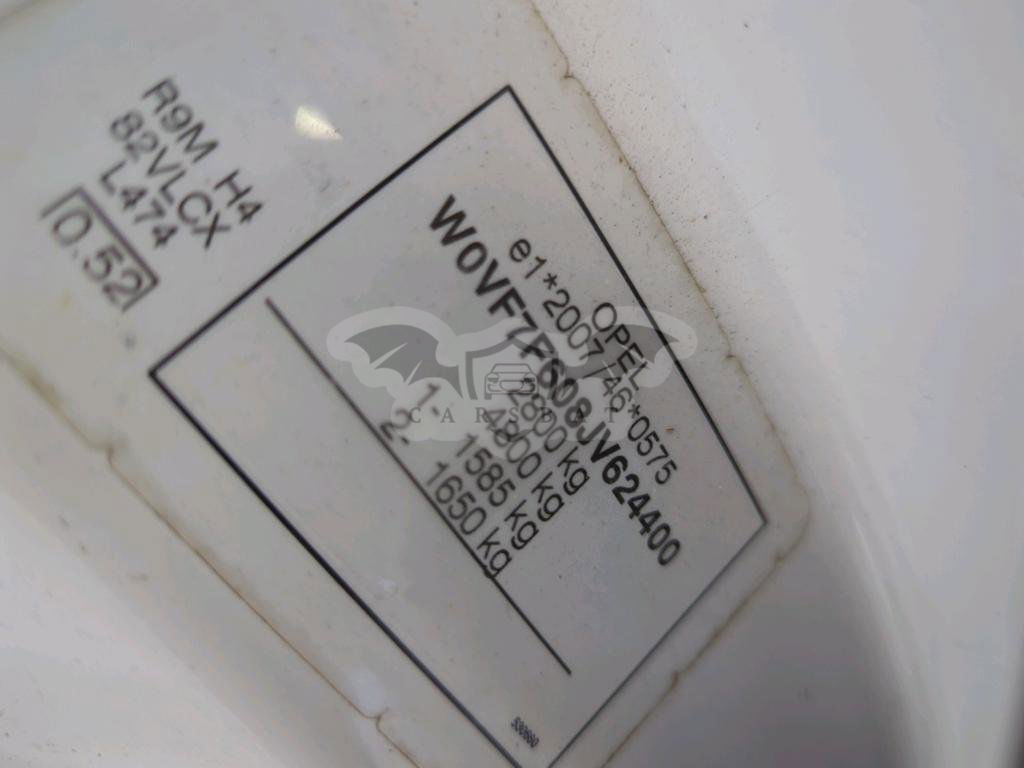 R9M H4
82VLCX
L474
0.52
OPEL
e1*2007/46*0575
W0VF7F608JV624400
2800 kg
4800 kg
1- 1585 kg
2- 1650 kg
CARSBAT